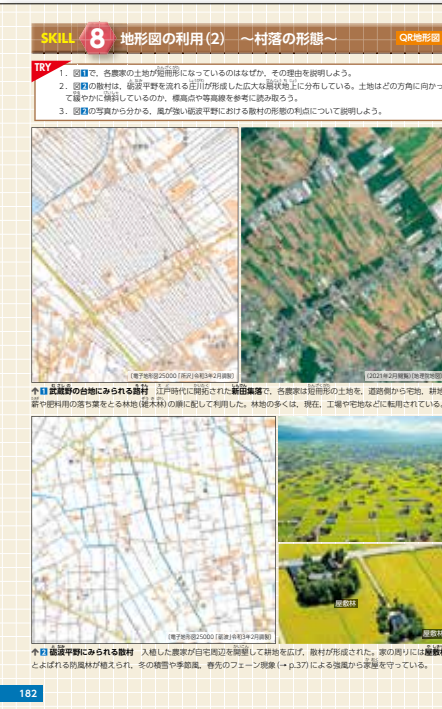 SKILL 8 地形図の利用(2) ～村落の形態～ QR地形図
TRY
1. 図1で、各農家の土地が短冊形になっているのはなぜか、その理由を説明しよう。
2. 図2の散村は、砺波平野を流れる庄川が形成した広大な扇状地上に分布している。土地はどの方角に向かっ
て緩やかに傾斜しているのか、標高点や等高線を参考に読み取ろう。
3. 図2の写真から分かる、風が強い砺波平野における散村の形態の利点について説明しよう。
〔電子地形図25000「所沢」令和3年2月調製〕
〔2021年2月閲覧〕〔地理院地図〕
↑1 武蔵野の台地にみられる路村 江戸時代に開拓された新田集落で、各農家は短冊形の土地を、道路側から宅地、耕地
薪や肥料用の落ち葉をとる林地(雑木林)の順に配して利用した。林地の多くは、現在、工場や宅地などに転用されている。
〔電子地形図25000「砺波」令和3年2月調製〕
屋敷林
屋敷林
↑2 砺波平野にみられる散村 入植した農家が自宅周辺を開墾して耕地を広げ、散村が形成された。家の周りには屋敷林
とよばれる防風林が植えられ、冬の積雪や季節風、春先のフェーン現象(→p.37)による強風から家屋を守っている。
182